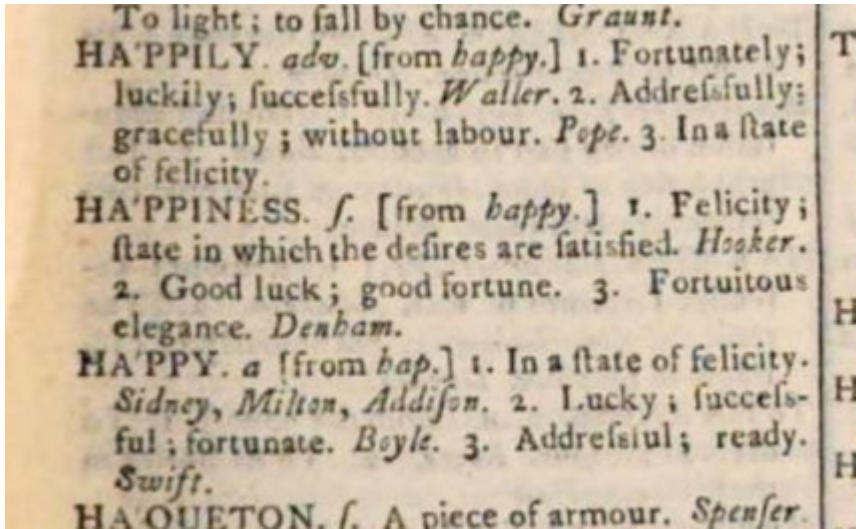 To light; to fall by chance. Graunt.
HA'PPILY. adv. [from happy.] 1. Fortunately;
luckily; ſucceſsfully. Waller. 2. Addreſsfully;
gracefully; without labour. Pope. 3. In a ſtate
of felicity.
HA'PPINESS. ſ. [from happy.] 1. Felicity;
ſtate in which the deſires are ſatisfied. Hooker.
2. Good luck; good fortune. 3. Fortuitous
elegance. Denham.
HA'PPY. a [from hap.] 1. In a ſtate of felicity.
Sidney, Milton, Addiſon. 2. Lucky; ſucceſs-
ful; fortunate. Boyle. 3. Addreſsful; ready.
Swift.
HA'QUETON. ſ. A piece of armour. Spenſer.
T
H
H
H